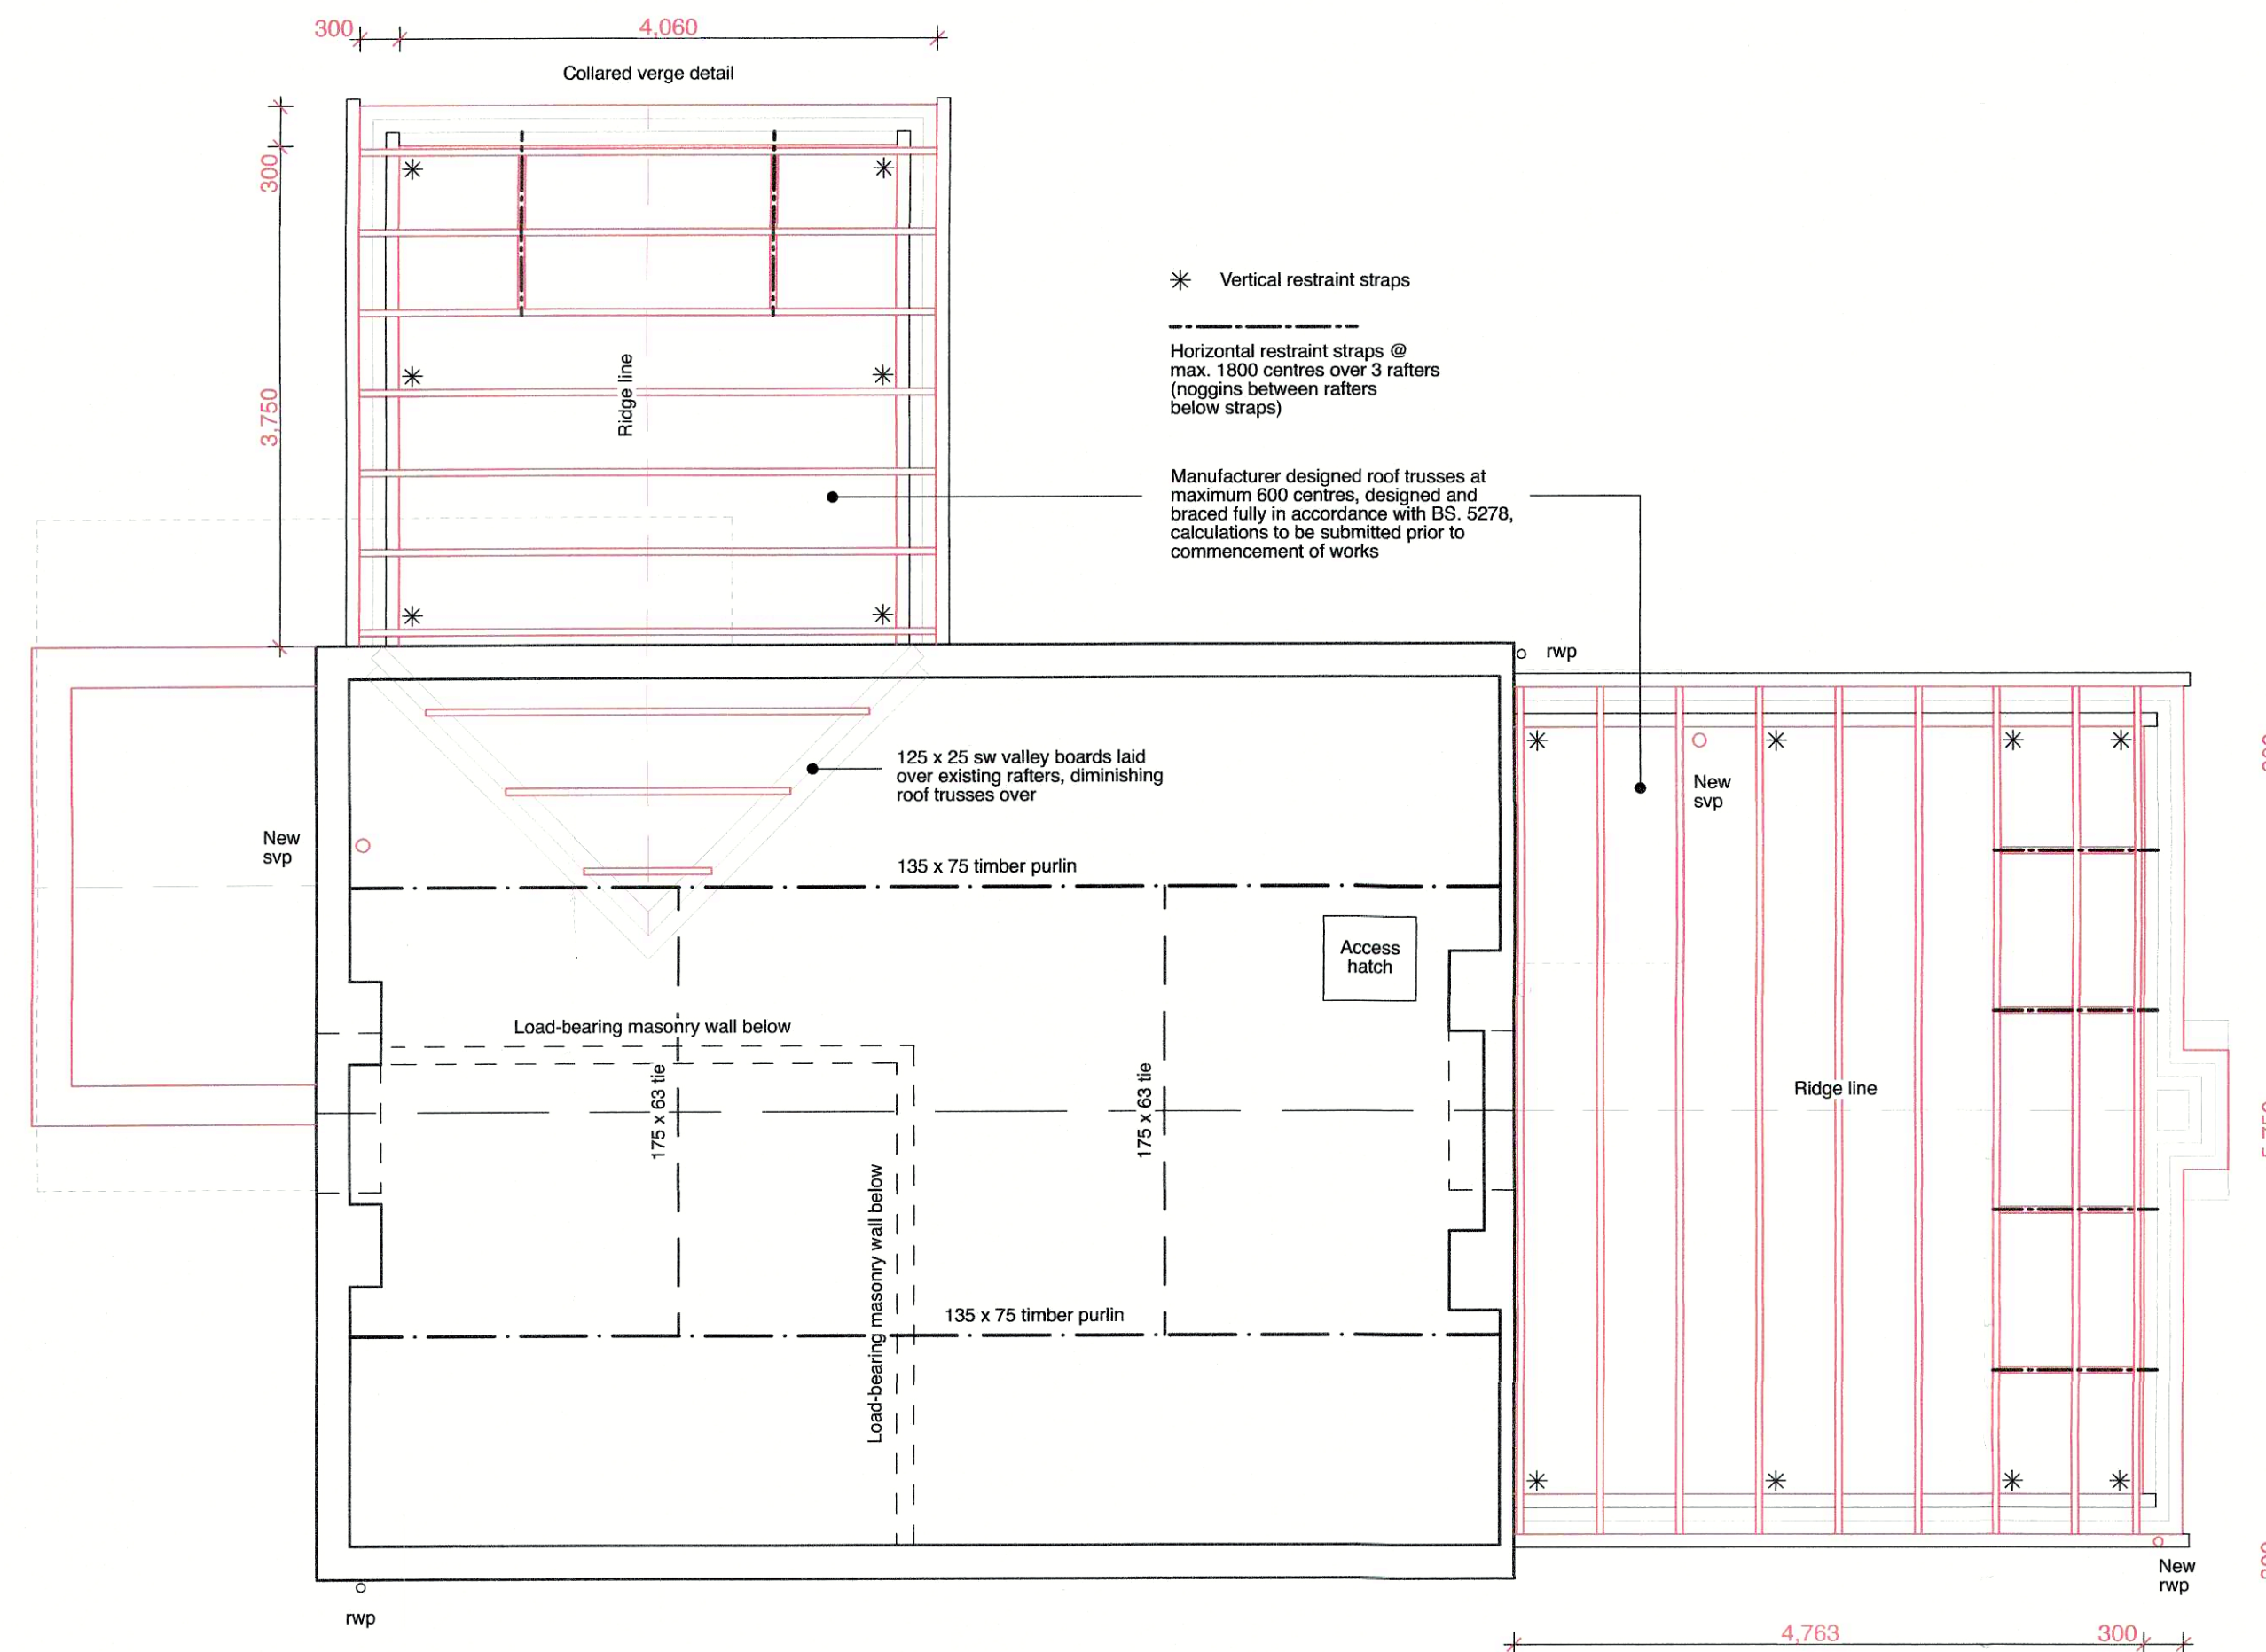 300
4,060
Collared verge detail
300
3,750
Ridge line
Vertical restraint straps
Horizontal restraint straps @
max. 1800 centres over 3 rafters
(noggins between rafters
below straps)
Manufacturer designed roof trusses at
maximum 600 centres, designed and
braced fully in accordance with BS. 5278,
calculations to be submitted prior to
commencement of works
rwp
125 x 25 sw valley boards laid
over existing rafters, diminishing
roof trusses over
New
svp
New
svp
135 x 75 timber purlin
Access
hatch
Load-bearing masonry wall below
175 x 63 tie
175 x 63 tie
Ridge line
Load-bearing masonry wall below
135 x 75 timber purlin
New
rwp
rwp
4,763
300